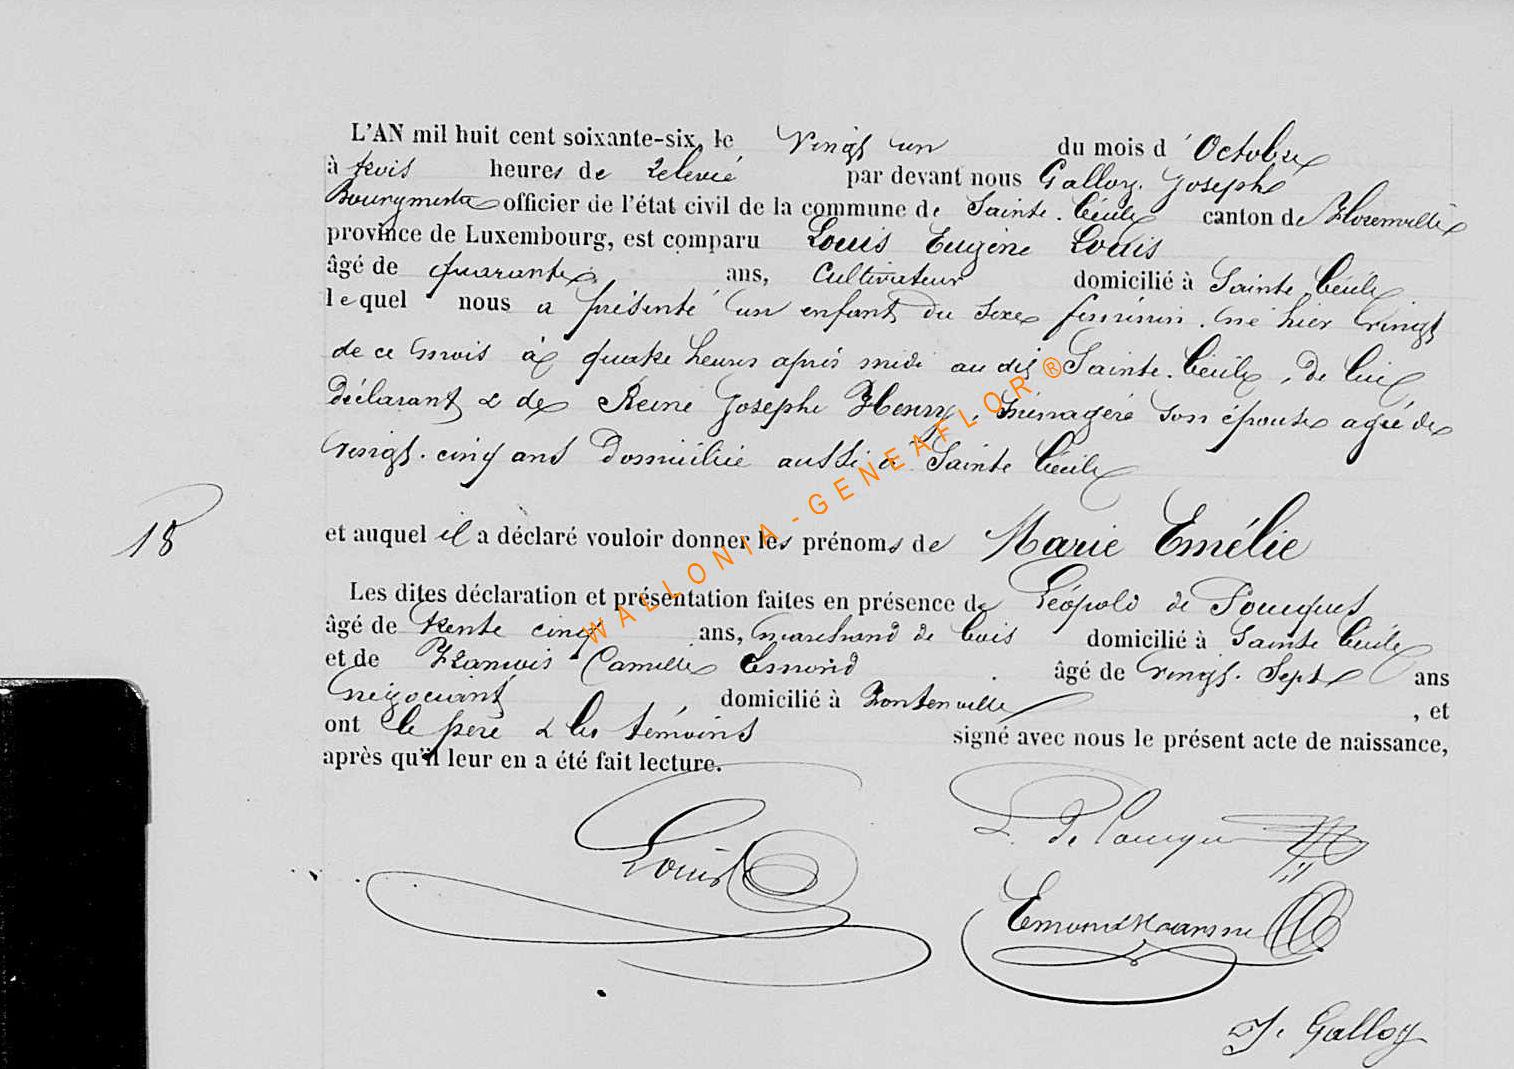 L'AN mil huit cent soixante-six, le vingt un du mois d'Octobre
à trois heures de relevée par devant nous Galloy Joseph
Bourgmestre officier de l'état civil de la commune de Sainte Cécile canton de Florenville
province de Luxembourg, est comparu Louis Eugène Louis
âgé de quarante ans, Cultivateur domicilié à Sainte Cécile
lequel nous a présenté un enfant du sexe féminin, né hier vingt
de ce mois à quatre heures après midi au dit Sainte Cécile, de lui
Déclarant & de Reine Josephe Henry, ménagère son épouse agée de
vingt-cinq ans Domiciliée aussi à Sainte Cécile
18 et auquel il a déclaré vouloir donner les prénoms de Marie Emélie
Les dites déclaration et présentation faites en présence de Léopold de Poucques
âgé de trente cinq ans, marchand de bois domicilié à Sainte Cécile
et de François Camille Emond âgé de vingt-sept ans
négociant domicilié à Fontenoille, et
ont le père & les témoins signé avec nous le présent acte de naissance,
après qu'il leur en a été fait lecture.
Louis
L. de Poucques
Emond
J. Galloy
WALLONIA-GENEAFLOR®